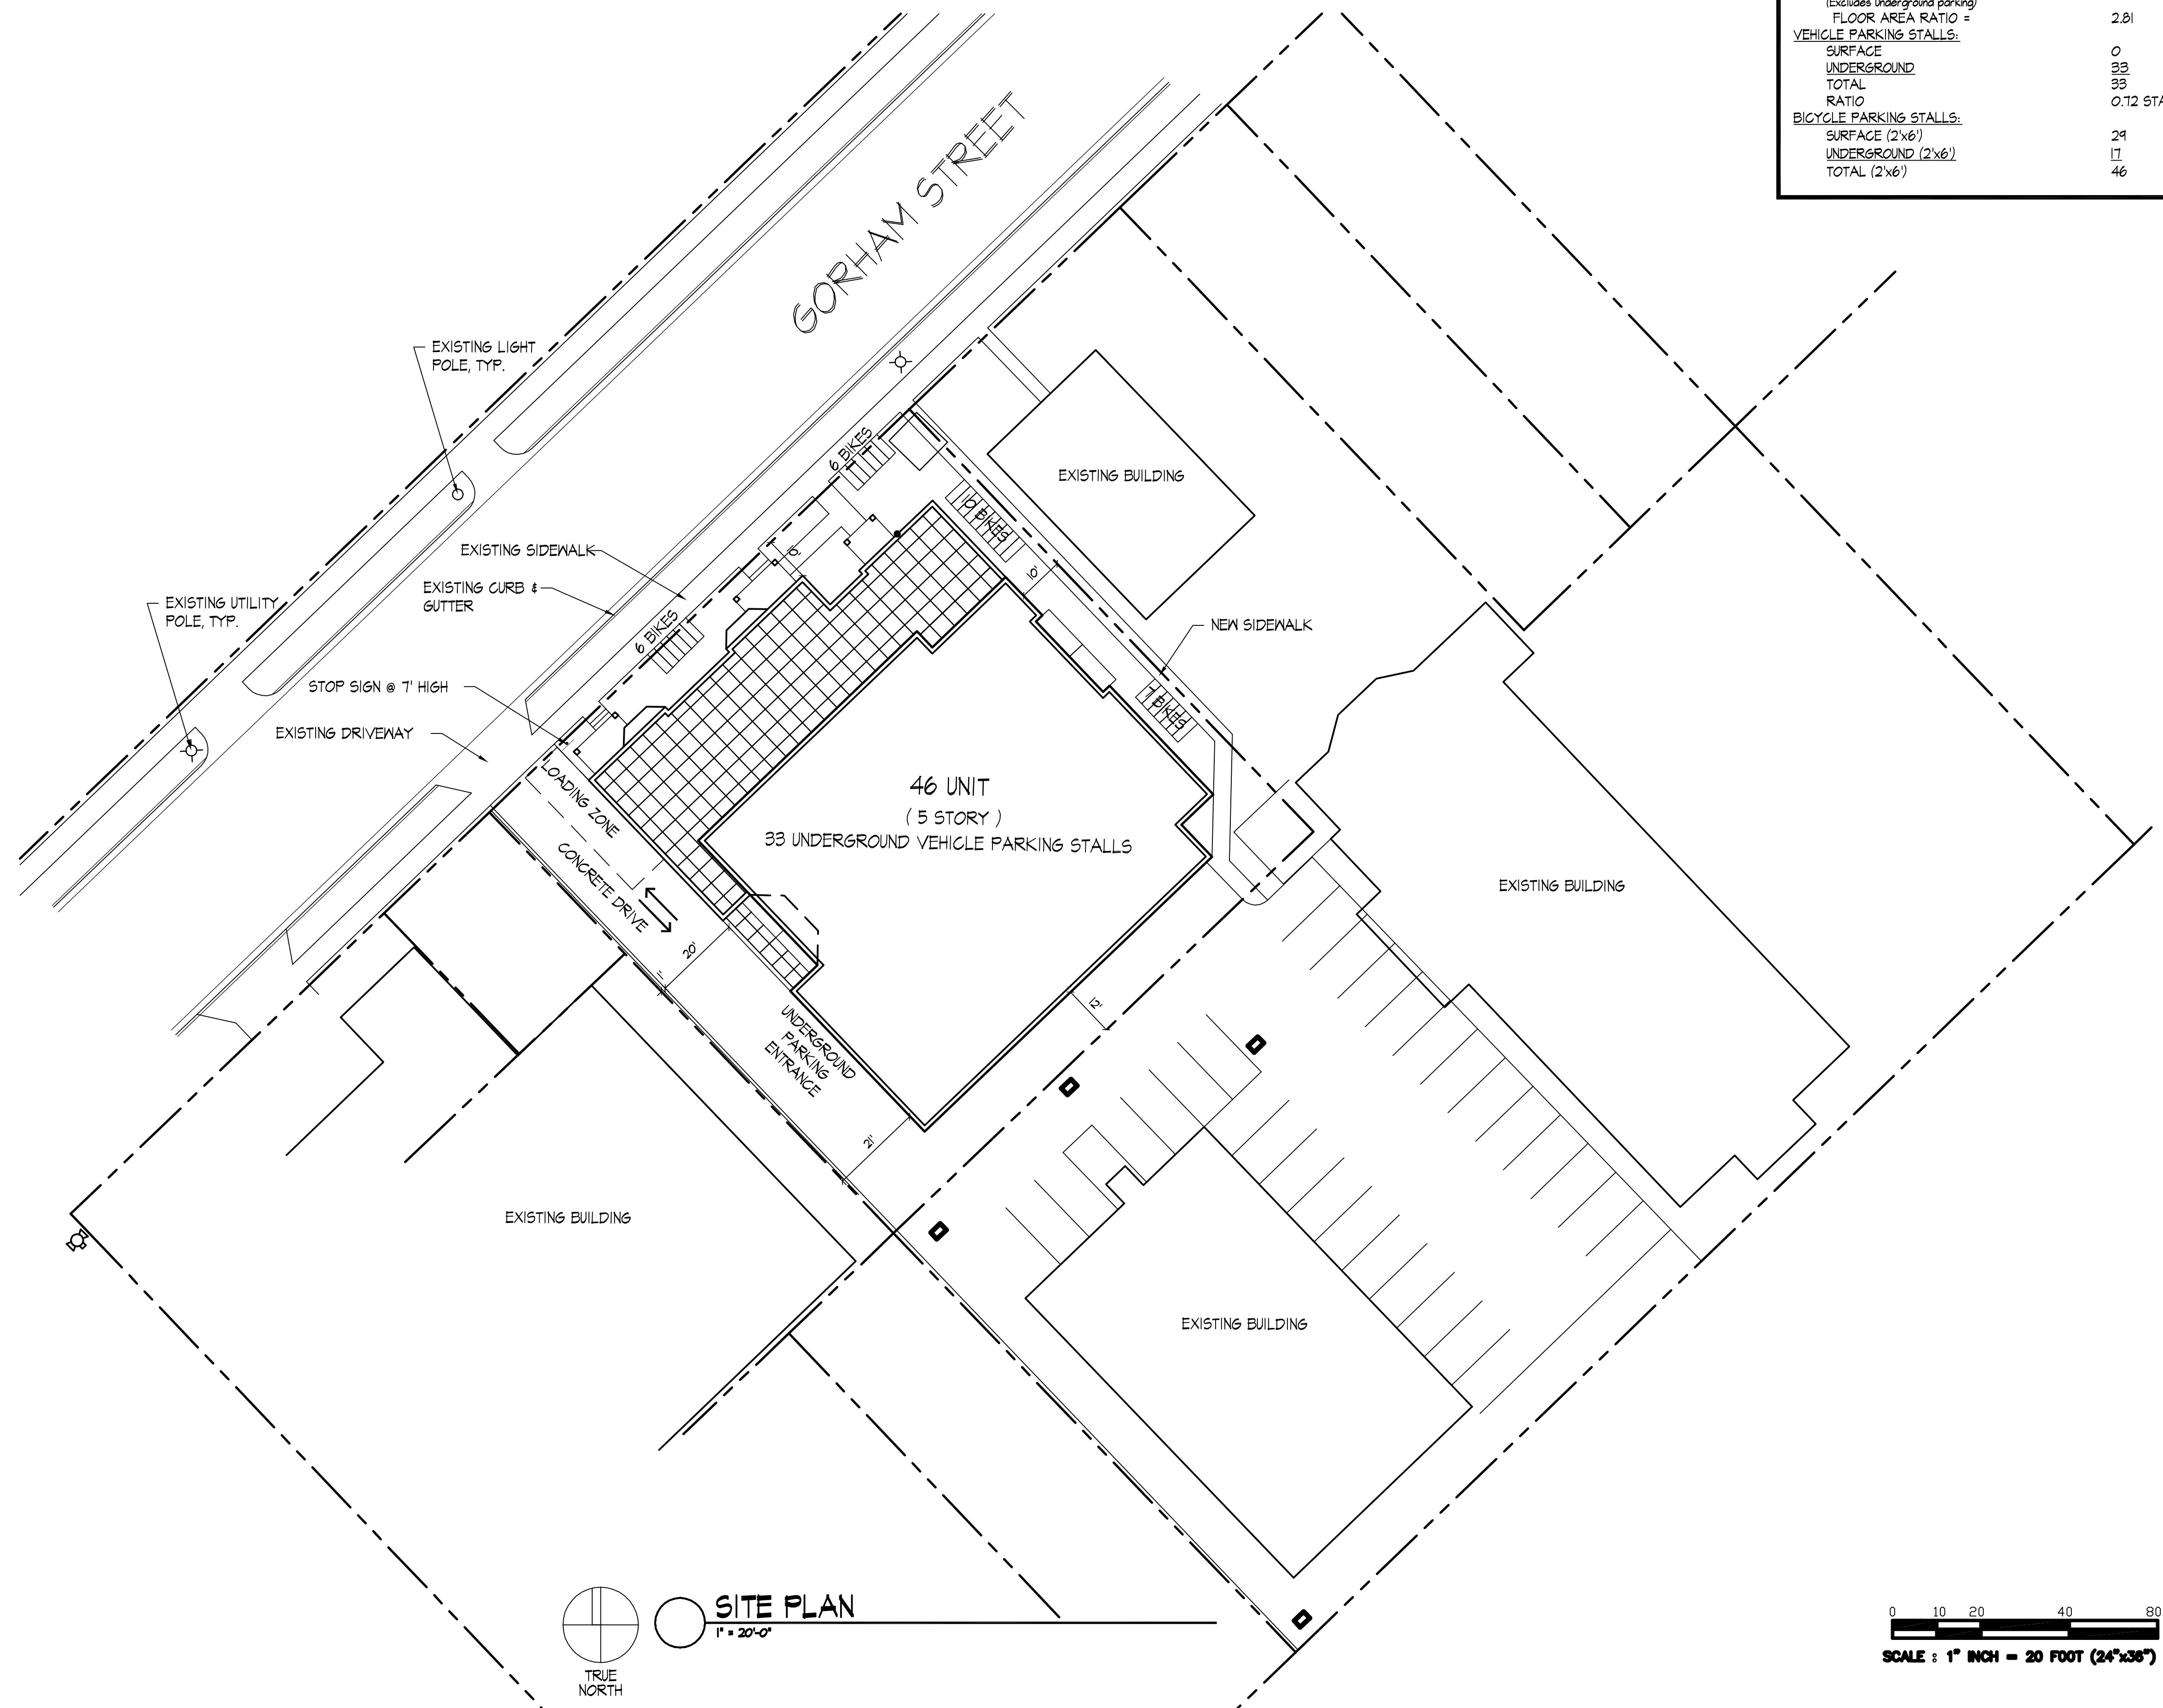 (Excludes underground parking)
FLOOR AREA RATIO = 2.81
VEHICLE PARKING STALLS:
SURFACE 0
UNDERGROUND 33
TOTAL 33
RATIO 0.72
BICYCLE PARKING STALLS:
SURFACE (2'x6') 29
UNDERGROUND (2'x6') 17
TOTAL (2'x6') 46
GORHAM STREET
EXISTING LIGHT
POLE, TYP.
6 BIKES
EXISTING BUILDING
10 BIKES
EXISTING SIDEWALK
10'
10'
EXISTING CURB &
GUTTER
EXISTING UTILITY
POLE, TYP.
6 BIKES
NEW SIDEWALK
STOP SIGN @ 7' HIGH
7 BIKES
EXISTING DRIVEWAY
LOADING ZONE
46 UNIT
( 5 STORY )
33 UNDERGROUND VEHICLE PARKING STALLS
CONCRETE DRIVE
EXISTING BUILDING
20'
1'
12'
UNDERGROUND
PARKING
ENTRANCE
21'
EXISTING BUILDING
EXISTING BUILDING
SITE PLAN
1" = 20'-0"
TRUE
NORTH
0 10 20 40 80
SCALE : 1" INCH = 20 FOOT (24"x36")